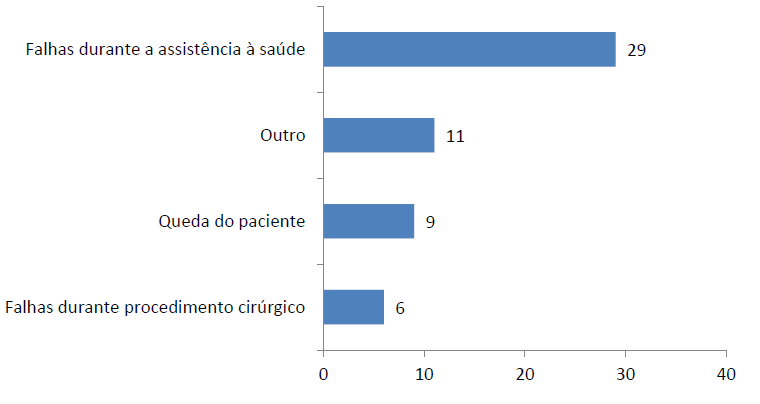 Falhas durante a assistência à saúde
29
Outro
11
Queda do paciente
9
Falhas durante procedimento cirúrgico
6
0 10 20 30 40